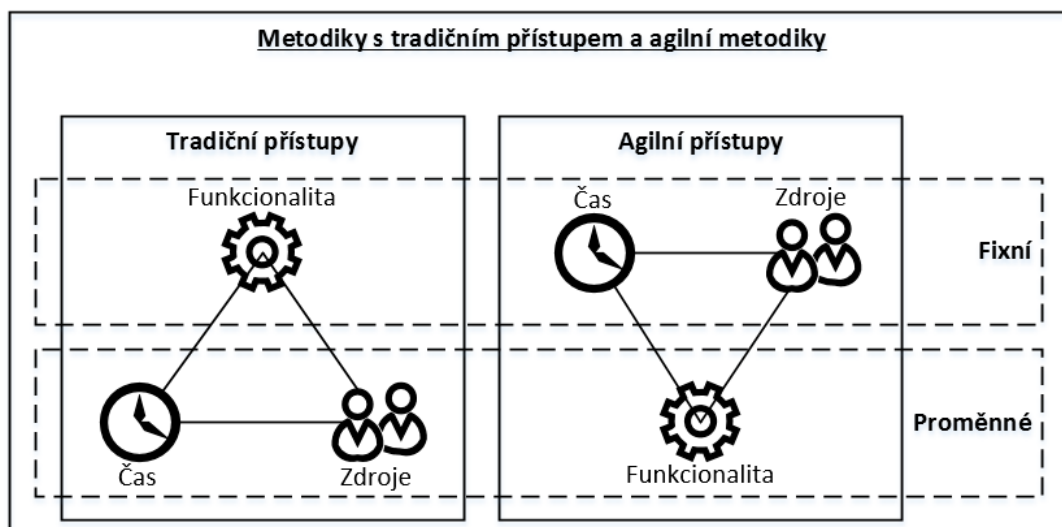 Metodiky s tradičním přístupem a agilní metodiky
Tradiční přístupy
Agilní přístupy
Funkcionalita
Čas
Zdroje
Fixní
Čas
Zdroje
Funkcionalita
Proměnné